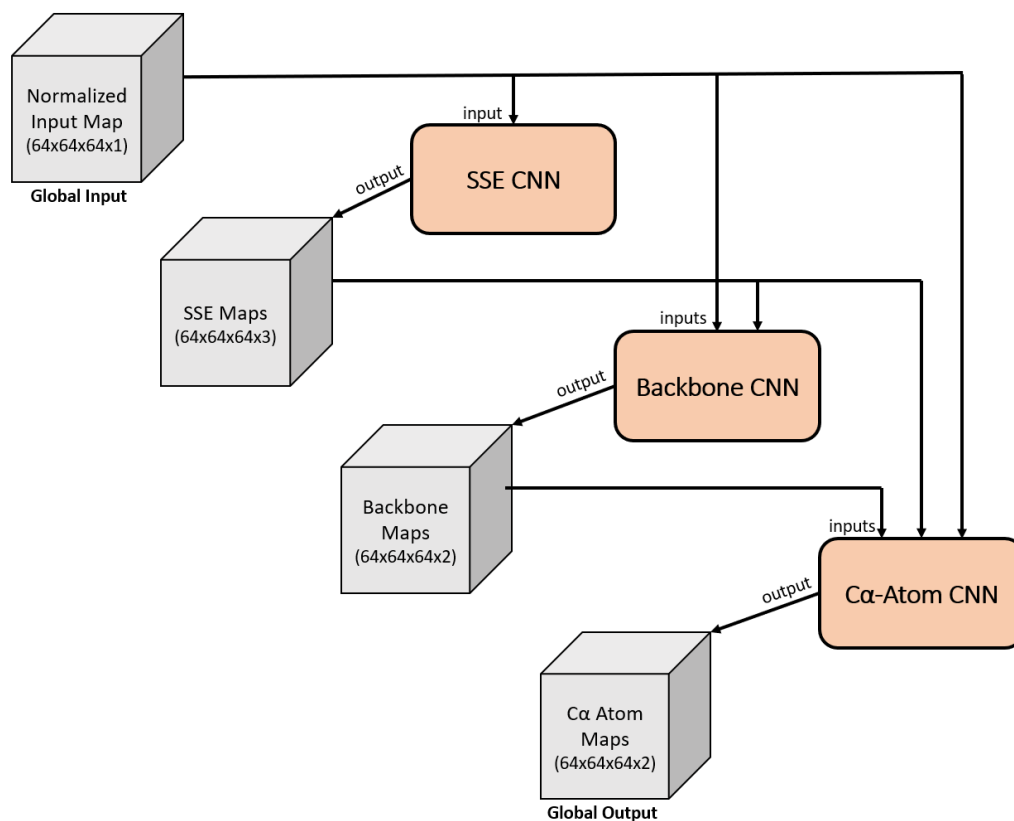 Normalized
Input Map
(64x64x64x1)
Global Input
input
SSE CNN
output
SSE Maps
(64x64x64x3)
inputs
Backbone CNN
output
Backbone
Maps
(64x64x64x2)
inputs
Cα-Atom CNN
output
Cα Atom
Maps
(64x64x64x2)
Global Output